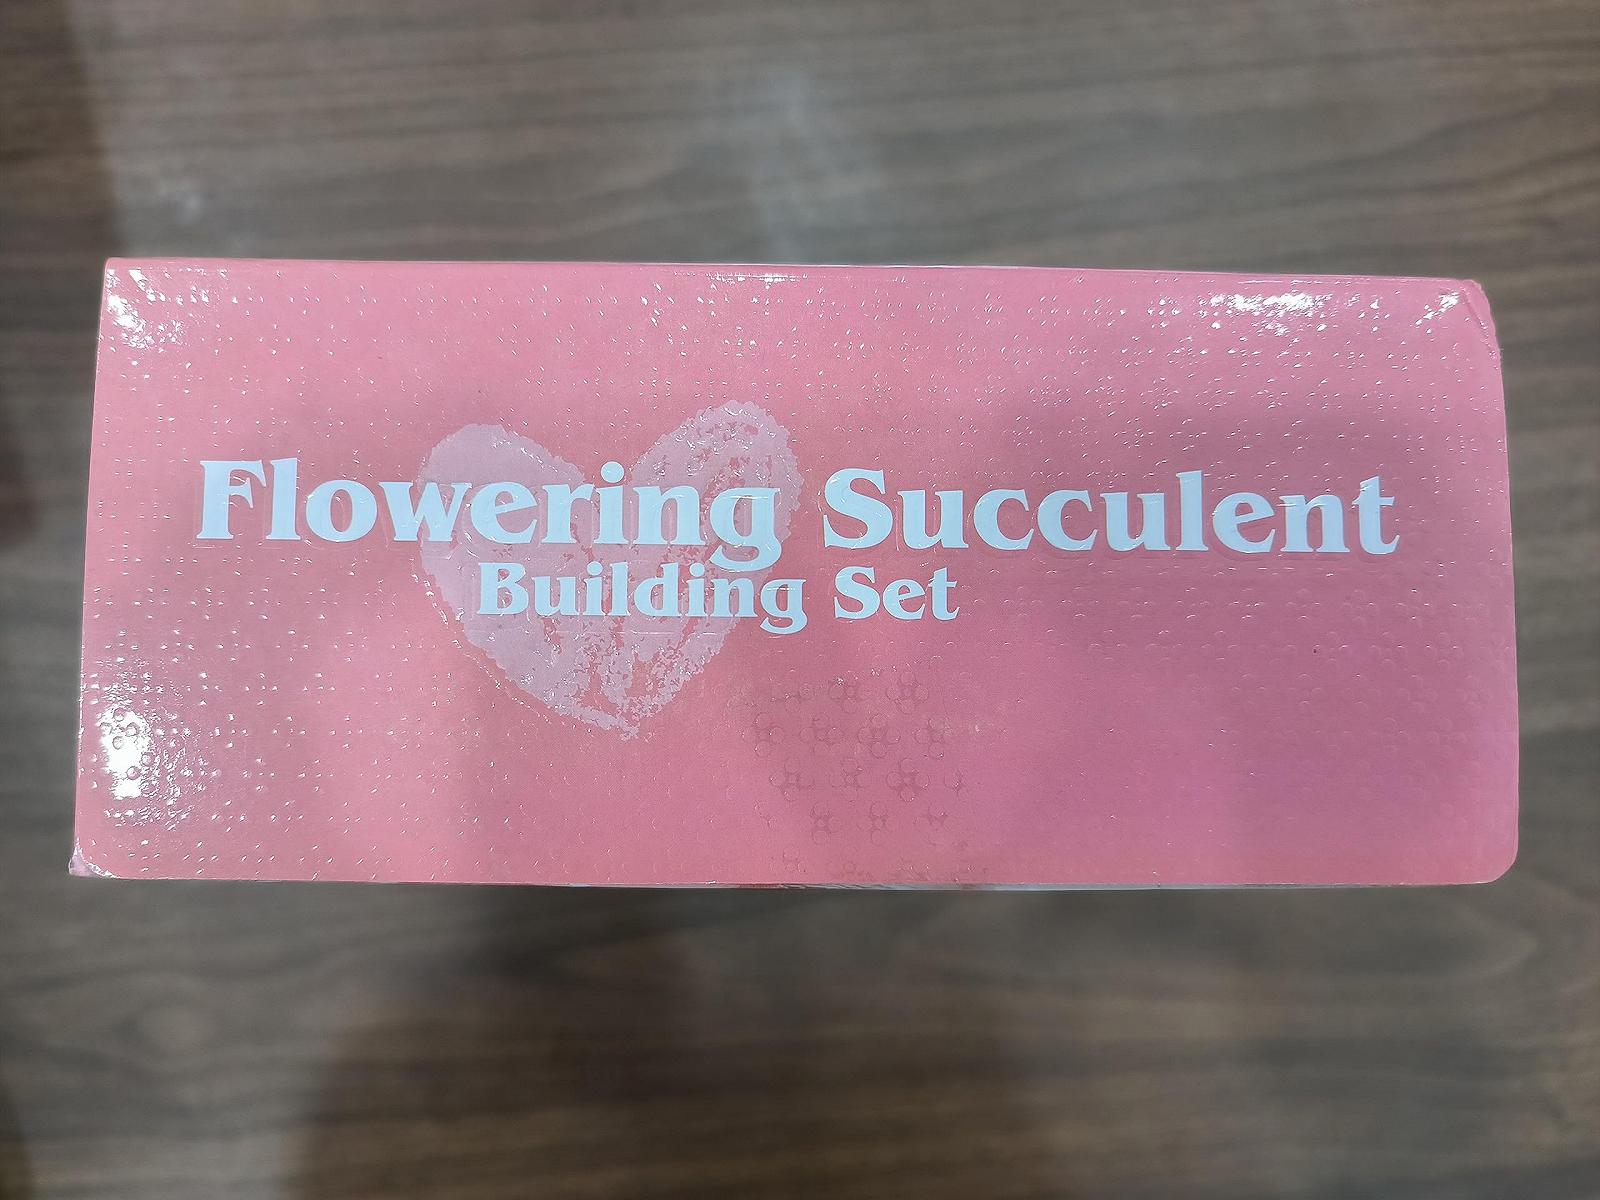 Flowering Succulent
Building Set